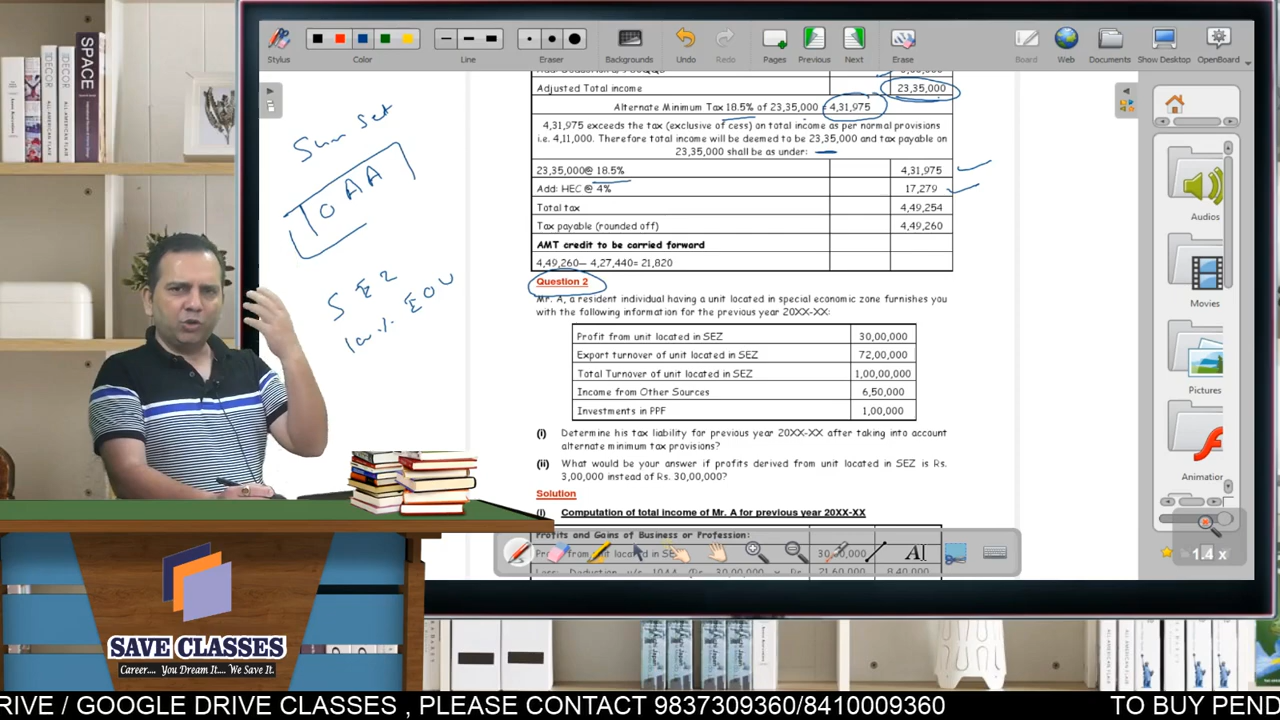 Stylus
Color
Line
Eraser
Backgrounds
Undo
Redo
Pages
Previous
Next
Erase
Board
Web
Documents
Show Desktop
OpenBoard
Adjusted Total income 23,35,000
Alternate Minimum Tax 18.5% of 23,35,000 = 4,31,975
4,31,975 exceeds the tax (exclusive of cess) on total income as per normal provisions
i.e. 4,11,000. Therefore total income will be deemed to be 23,35,000 and tax payable on
23,35,000 shall be as under:
23,35,000@ 18.5% 4,31,975
Add: HEC @ 4% 17,279
Total tax 4,49,254
Tax payable (rounded off) 4,49,260
AMT credit to be carried forward
4,49,260– 4,27,440= 21,820
Question 2
Mr. A, a resident individual having a unit located in special economic zone furnishes you
with the following information for the previous year 20XX-XX:
Profit from unit located in SEZ 30,00,000
Export turnover of unit located in SEZ 72,00,000
Total Turnover of unit located in SEZ 1,00,00,000
Income from Other Sources 6,50,000
Investments in PPF 1,00,000
(i) Determine his tax liability for previous year 20XX-XX after taking into account
alternate minimum tax provisions?
(ii) What would be your answer if profits derived from unit located in SEZ is Rs.
3,00,000 instead of Rs. 30,00,000?
Solution
(i) Computation of total income of Mr. A for previous year 20XX-XX
Profits and Gains of Business or Profession:
Sun Set
10AA
SEZ
100% EOU
Audios
Movies
Pictures
Animation
1.4 x
SPACE
SAVE CLASSES
Career.... You Dream It.... We Save It.
RIVE / GOOGLE DRIVE CLASSES , PLEASE CONTACT 9837309360/8410009360 TO BUY PEND